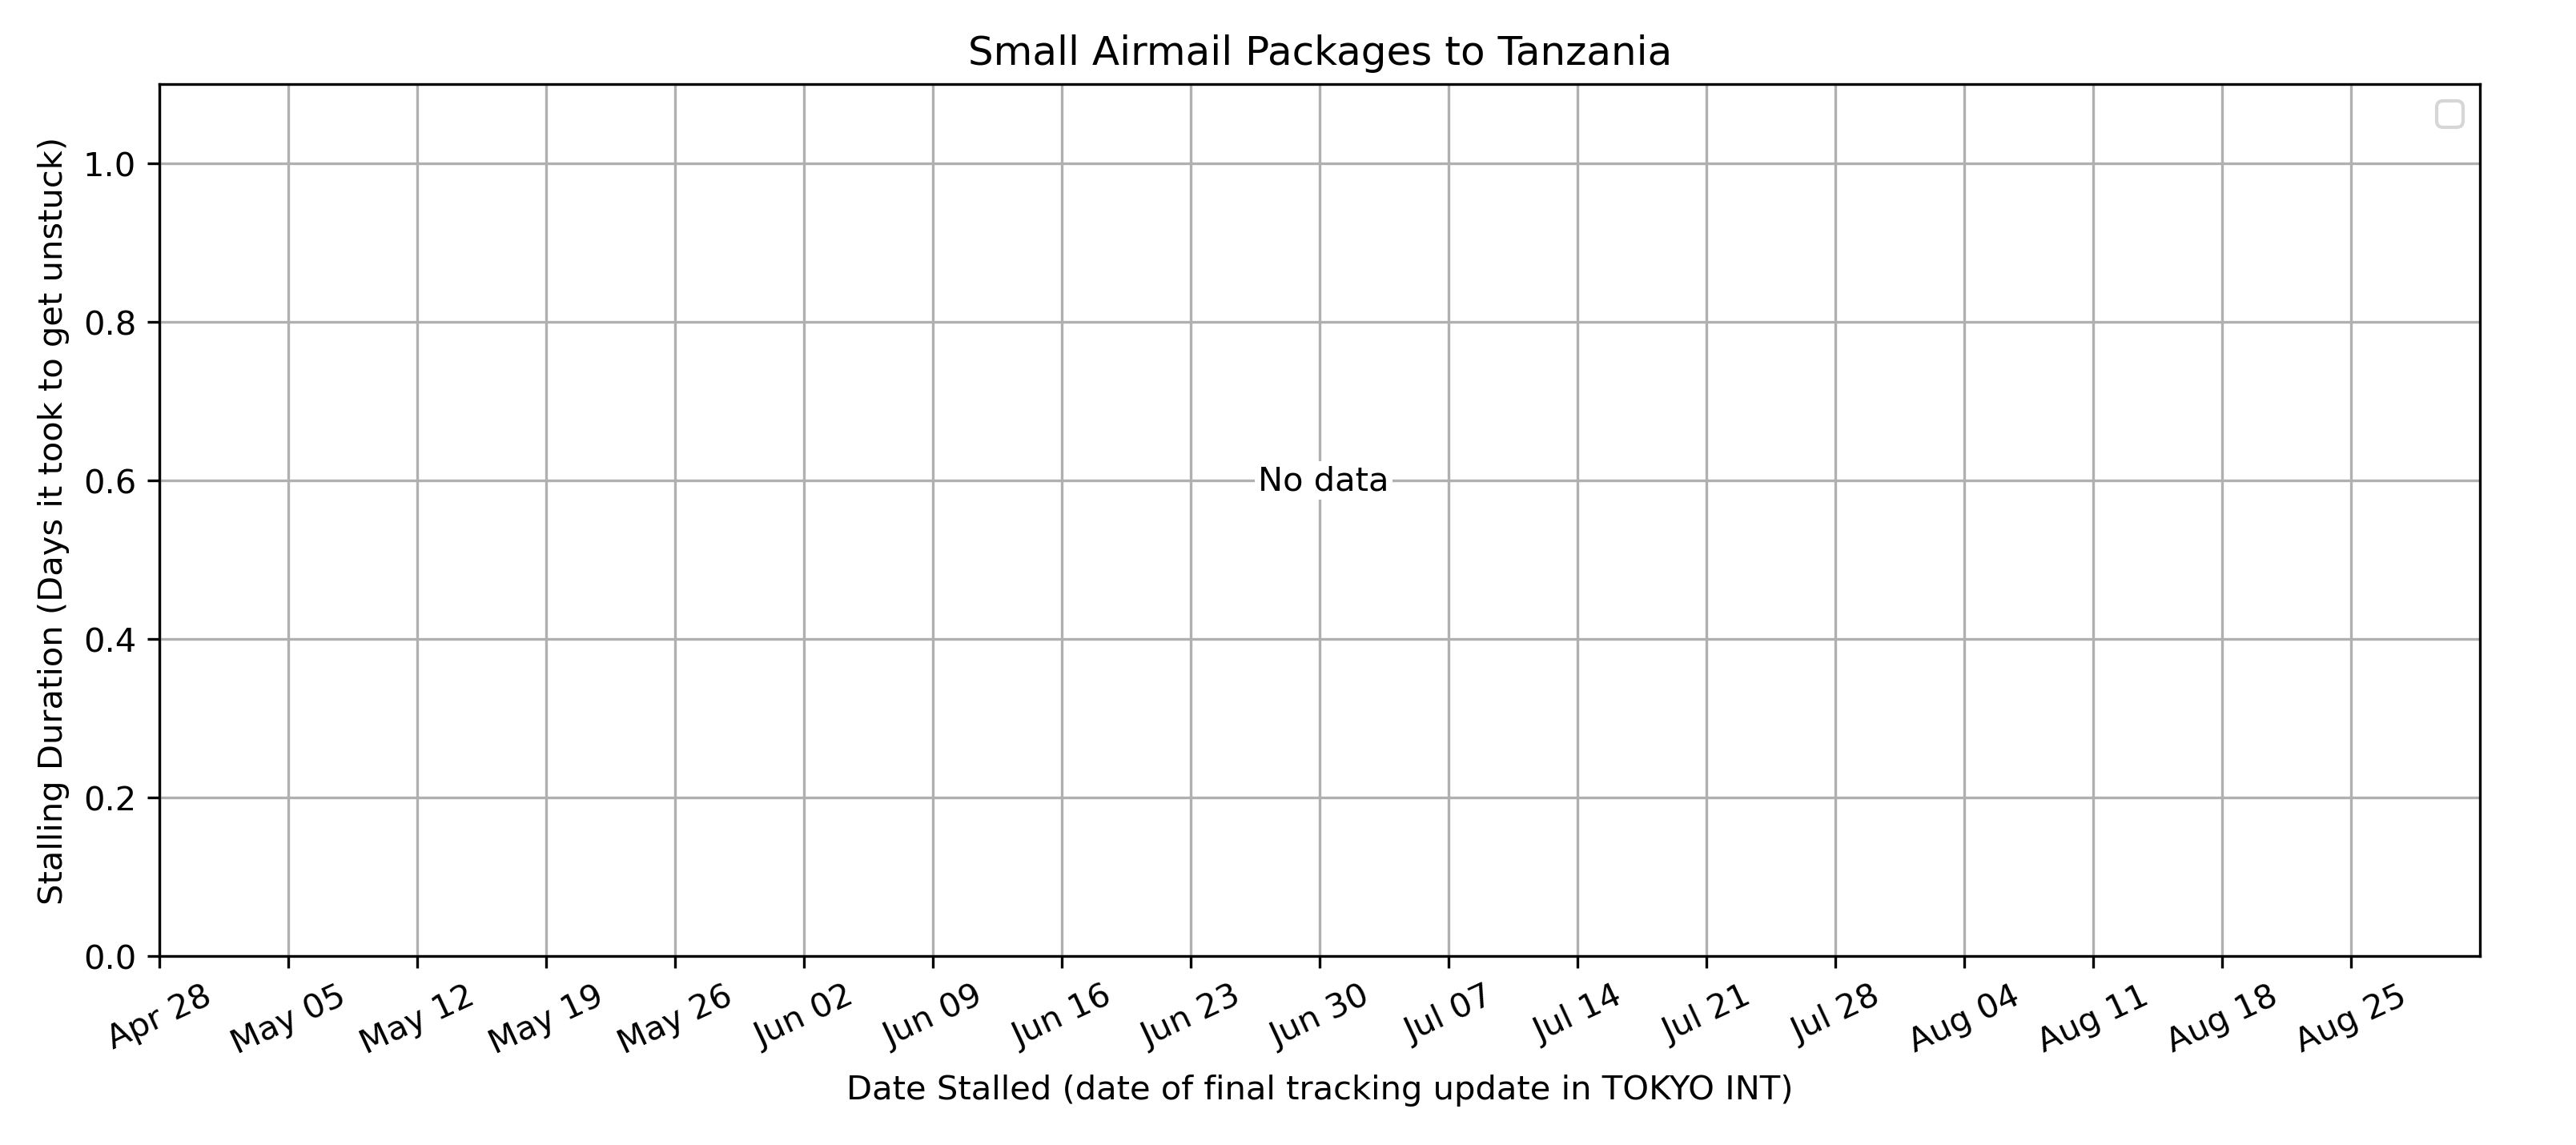 Small Airmail Packages to Tanzania
Stalling Duration (Days it took to get unstuck)
1.0
0.8
0.6
0.4
0.2
0.0
No data
Apr 28 May 05 May 12 May 19 May 26 Jun 02 Jun 09 Jun 16 Jun 23 Jun 30 Jul 07 Jul 14 Jul 21 Jul 28 Aug 04 Aug 11 Aug 18 Aug 25
Date Stalled (date of final tracking update in TOKYO INT)